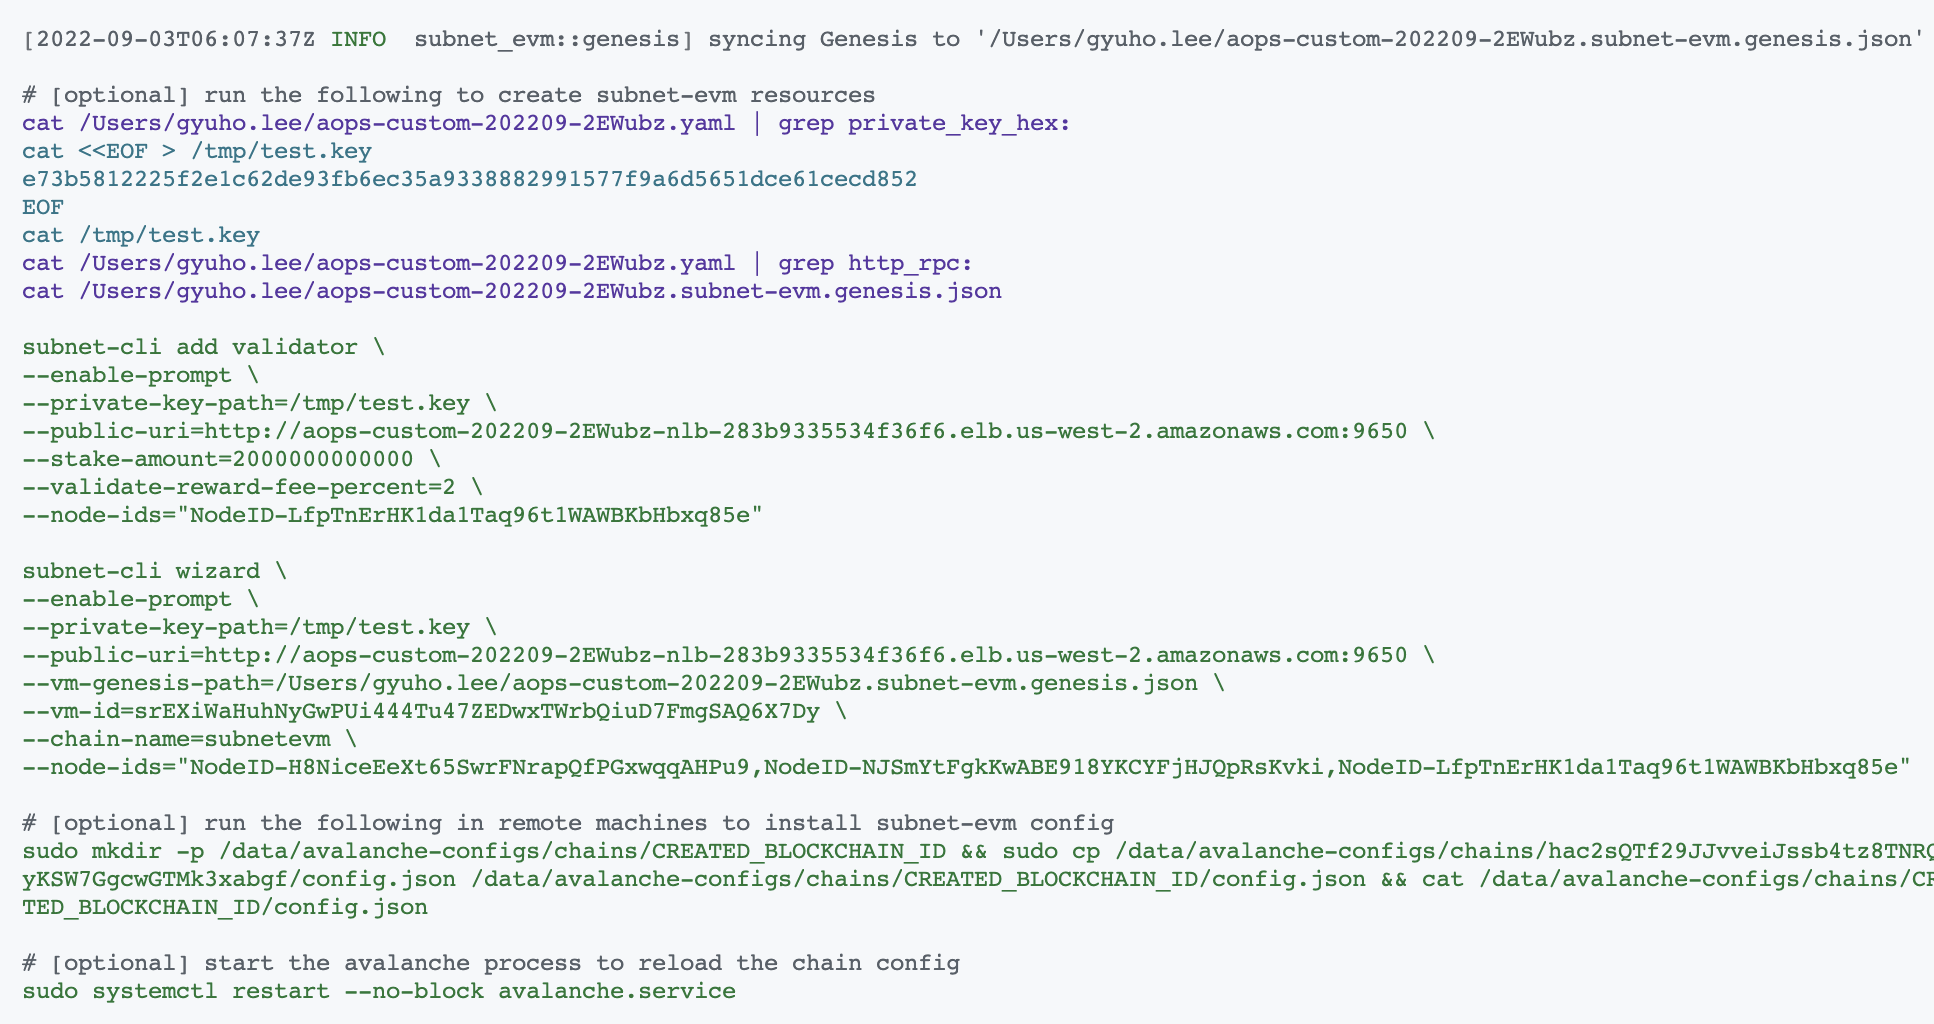 [2022-09-03T06:07:37Z INFO  subnet_evm::genesis] syncing Genesis to '/Users/gyuho.lee/aops-custom-202209-2EWubz.subnet-evm.genesis.json'
# [optional] run the following to create subnet-evm resources
cat /Users/gyuho.lee/aops-custom-202209-2EWubz.yaml | grep private_key_hex:
cat <<EOF > /tmp/test.key
e73b5812225f2e1c62de93fb6ec35a9338882991577f9a6d5651dce61cecd852
EOF
cat /tmp/test.key
cat /Users/gyuho.lee/aops-custom-202209-2EWubz.yaml | grep http_rpc:
cat /Users/gyuho.lee/aops-custom-202209-2EWubz.subnet-evm.genesis.json
subnet-cli add validator \
--enable-prompt \
--private-key-path=/tmp/test.key \
--public-uri=http://aops-custom-202209-2EWubz-nlb-283b9335534f36f6.elb.us-west-2.amazonaws.com:9650 \
--stake-amount=2000000000000 \
--validate-reward-fee-percent=2 \
--node-ids="NodeID-LfpTnErHK1da1Taq96t1WAWBKbHbxq85e"
subnet-cli wizard \
--enable-prompt \
--private-key-path=/tmp/test.key \
--public-uri=http://aops-custom-202209-2EWubz-nlb-283b9335534f36f6.elb.us-west-2.amazonaws.com:9650 \
--vm-genesis-path=/Users/gyuho.lee/aops-custom-202209-2EWubz.subnet-evm.genesis.json \
--vm-id=srEXiWaHuhNyGwPUi444Tu47ZEDwxTWrbQiuD7FmgSAQ6X7Dy \
--chain-name=subnetevm \
--node-ids="NodeID-H8NiceEeXt65SwrFNrapQfPGxwqqAHPu9,NodeID-NJSmYtFgkKwABE918YKCYFjHJQpRsKvki,NodeID-LfpTnErHK1da1Taq96t1WAWBKbHbxq85e"
# [optional] run the following in remote machines to install subnet-evm config
sudo mkdir -p /data/avalanche-configs/chains/CREATED_BLOCKCHAIN_ID && sudo cp /data/avalanche-configs/chains/hac2sQTf29JJvveiJssb4tz8TNRQ
yKSW7GgcwGTMk3xabgf/config.json /data/avalanche-configs/chains/CREATED_BLOCKCHAIN_ID/config.json && cat /data/avalanche-configs/chains/CR
TED_BLOCKCHAIN_ID/config.json
# [optional] start the avalanche process to reload the chain config
sudo systemctl restart --no-block avalanche.service